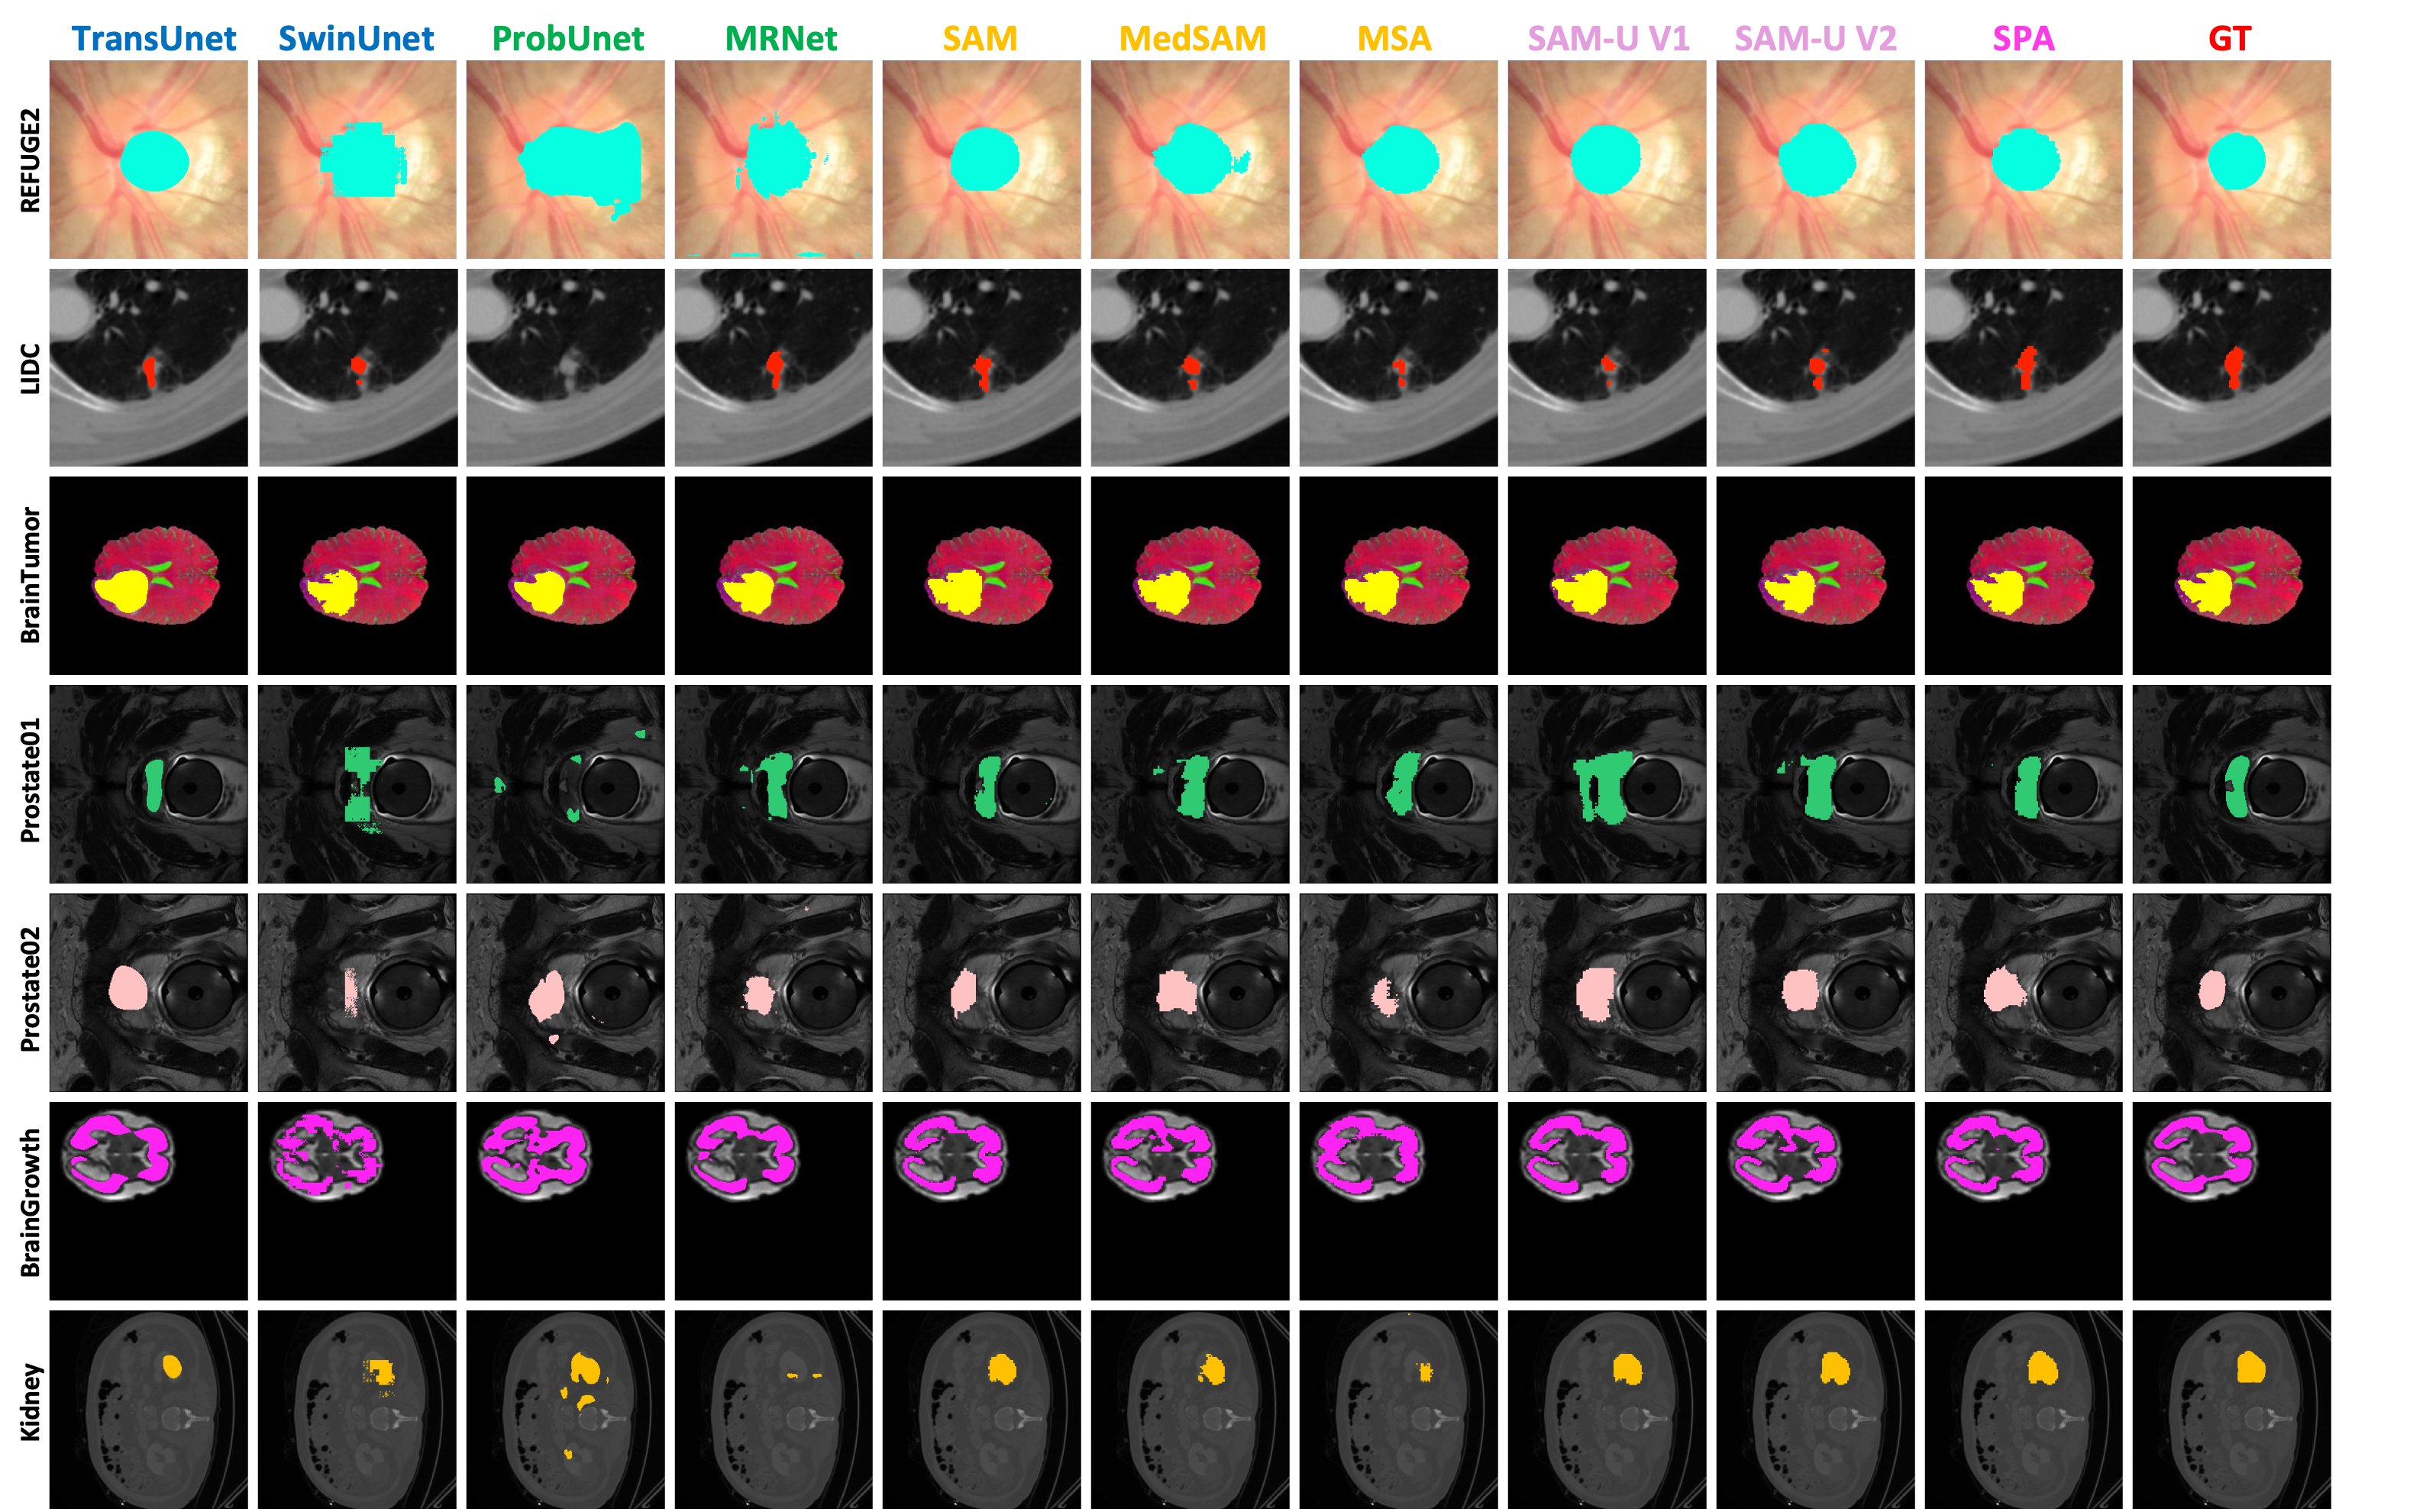 TransUnet SwinUnet ProbUnet MRNet SAM MedSAM MSA SAM-U V1 SAM-U V2 SPA GT
REFUGE2
LIDC
BrainTumor
Prostate01
Prostate02
BrainGrowth
Kidney